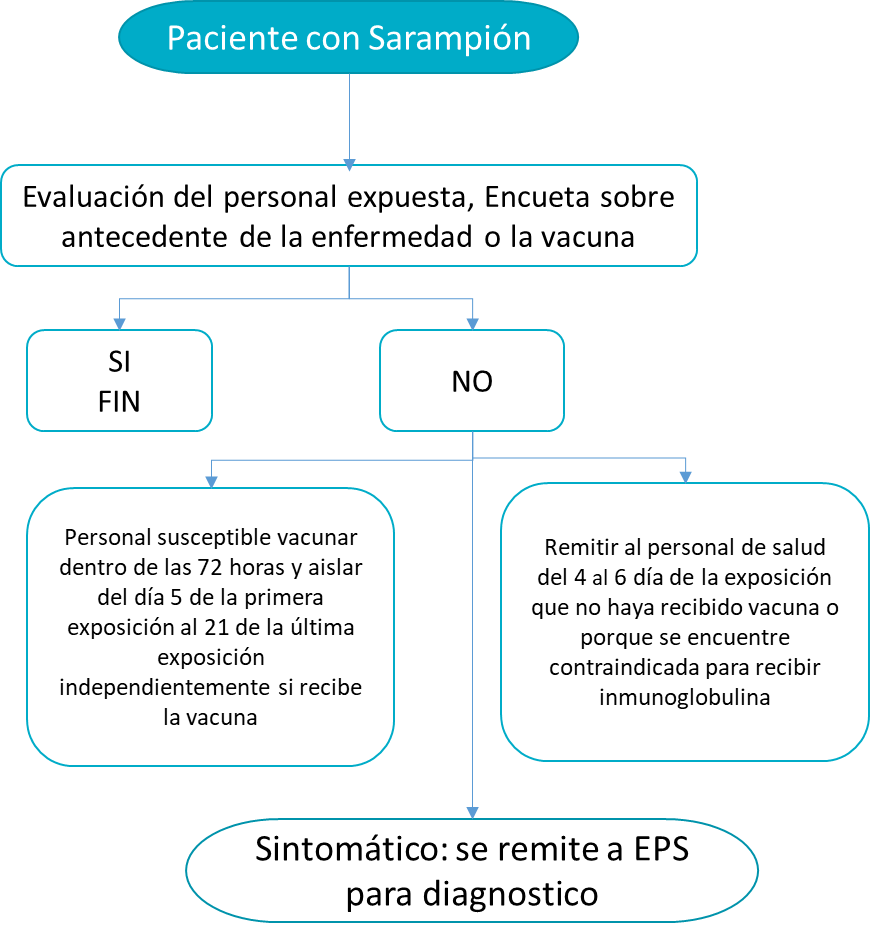 Paciente con Sarampión
Evaluación del personal expuesta, Encueta sobre
antecedente de la enfermedad o la vacuna
SI
FIN
NO
Personal susceptible vacunar
dentro de las 72 horas y aislar
del día 5 de la primera
exposición al 21 de la última
exposición
independientemente si recibe
la vacuna
Remitir al personal de salud
del 4 al 6 día de la exposición
que no haya recibido vacuna o
porque se encuentre
contraindicada para recibir
inmunoglobulina
Sintomático: se remite a EPS
para diagnostico